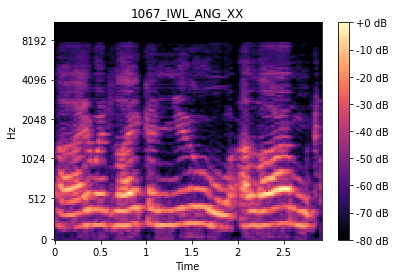 1067_IWL_ANG_XX
+0 dB
8192
-10 dB
4096
-20 dB
-30 dB
2048
Hz
-40 dB
1024
-50 dB
512
-60 dB
-70 dB
0
-80 dB
0 0.5 1 1.5 2 2.5
Time